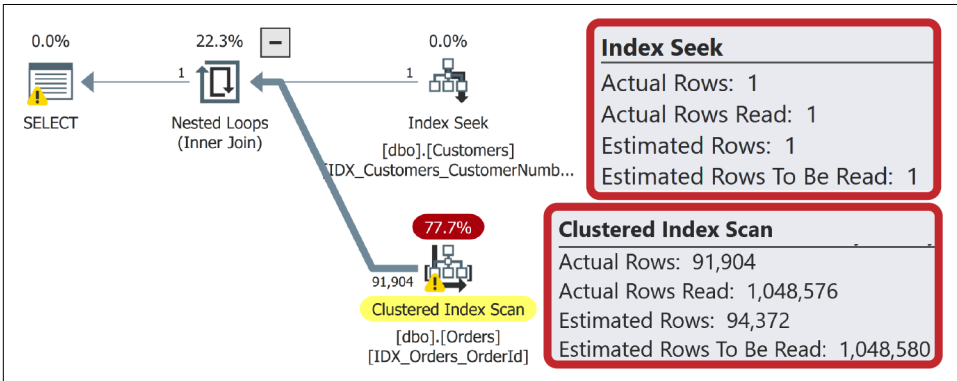 0.0%
22.3%
0.0%
1
1
SELECT
Nested Loops
(Inner Join)
Index Seek
[dbo].[Customers]
[IDX_Customers_CustomerNumb...
77.7%
91,904
Clustered Index Scan
[dbo].[Orders]
[IDX_Orders_OrderId]
Index Seek
Actual Rows: 1
Actual Rows Read: 1
Estimated Rows: 1
Estimated Rows To Be Read: 1
Clustered Index Scan
Actual Rows: 91,904
Actual Rows Read: 1,048,576
Estimated Rows: 94,372
Estimated Rows To Be Read: 1,048,580